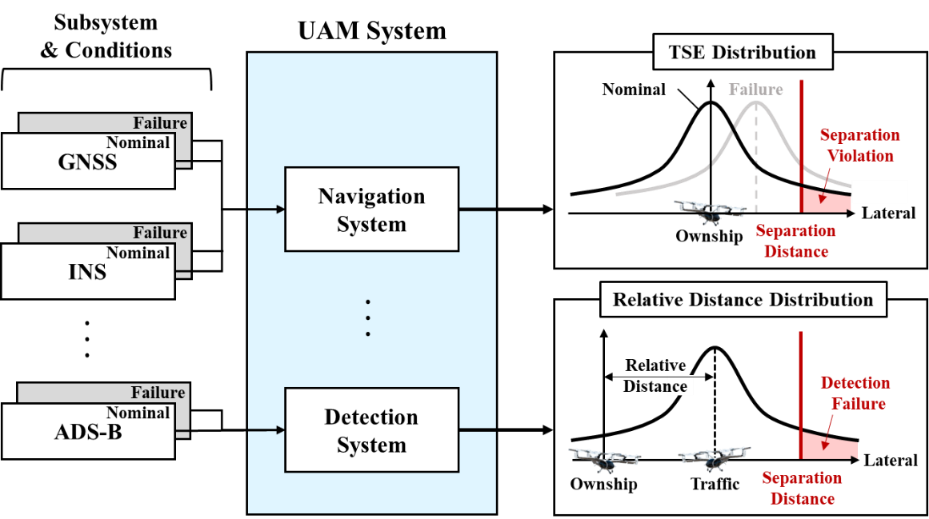 Subsystem
& Conditions
UAM System
Failure
Nominal
GNSS
Failure
Nominal
INS
Failure
Nominal
ADS-B
Navigation
System
Detection
System
TSE Distribution
Nominal
Failure
Separation
Violation
Lateral
Ownship
Separation
Distance
Relative Distance Distribution
Relative
Distance
Detection
Failure
Lateral
Ownship
Traffic
Separation
Distance